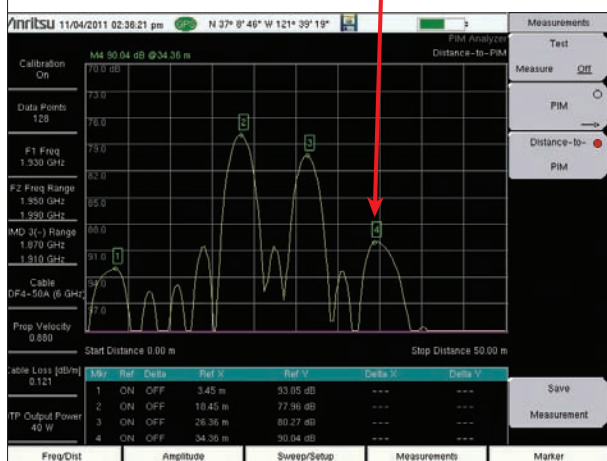 Anritsu 11/04/2011 02:36:21 pm GPS N 37° 8' 46" W 121° 39' 19"
Measurements
PIM Analyzer
M4 90.04 dB @34.36 m
Distance-to-PIM
Test
Measure Off
Calibration
On
70.0 dB
73.0
PIM
Data Points
128
76.0
2
Distance-to-
PIM
F1 Freq
1.930 GHz
79.0
3
82.0
F2 Freq Range
1.950 GHz
1.990 GHz
85.0
IMD 3(-) Range
1.870 GHz
1.910 GHz
88.0
4
91.0
1
Cable
DF4-50A (6 GHz)
94.0
97.0
Prop Velocity
0.880
Start Distance 0.00 m
Stop Distance 50.00 m
Cable Loss [dB/m]
0.121
Mkr Ref Delta Ref X Ref Y Delta X Delta Y
1 ON OFF 3.45 m 93.05 dB --- ---
2 ON OFF 18.45 m 77.96 dB --- ---
3 ON OFF 26.36 m 80.27 dB --- ---
4 ON OFF 34.36 m 90.04 dB --- ---
TP Output Power
40 W
Save
Measurement
Freq/Dist
Amplitude
Sweep/Setup
Measurements
Marker